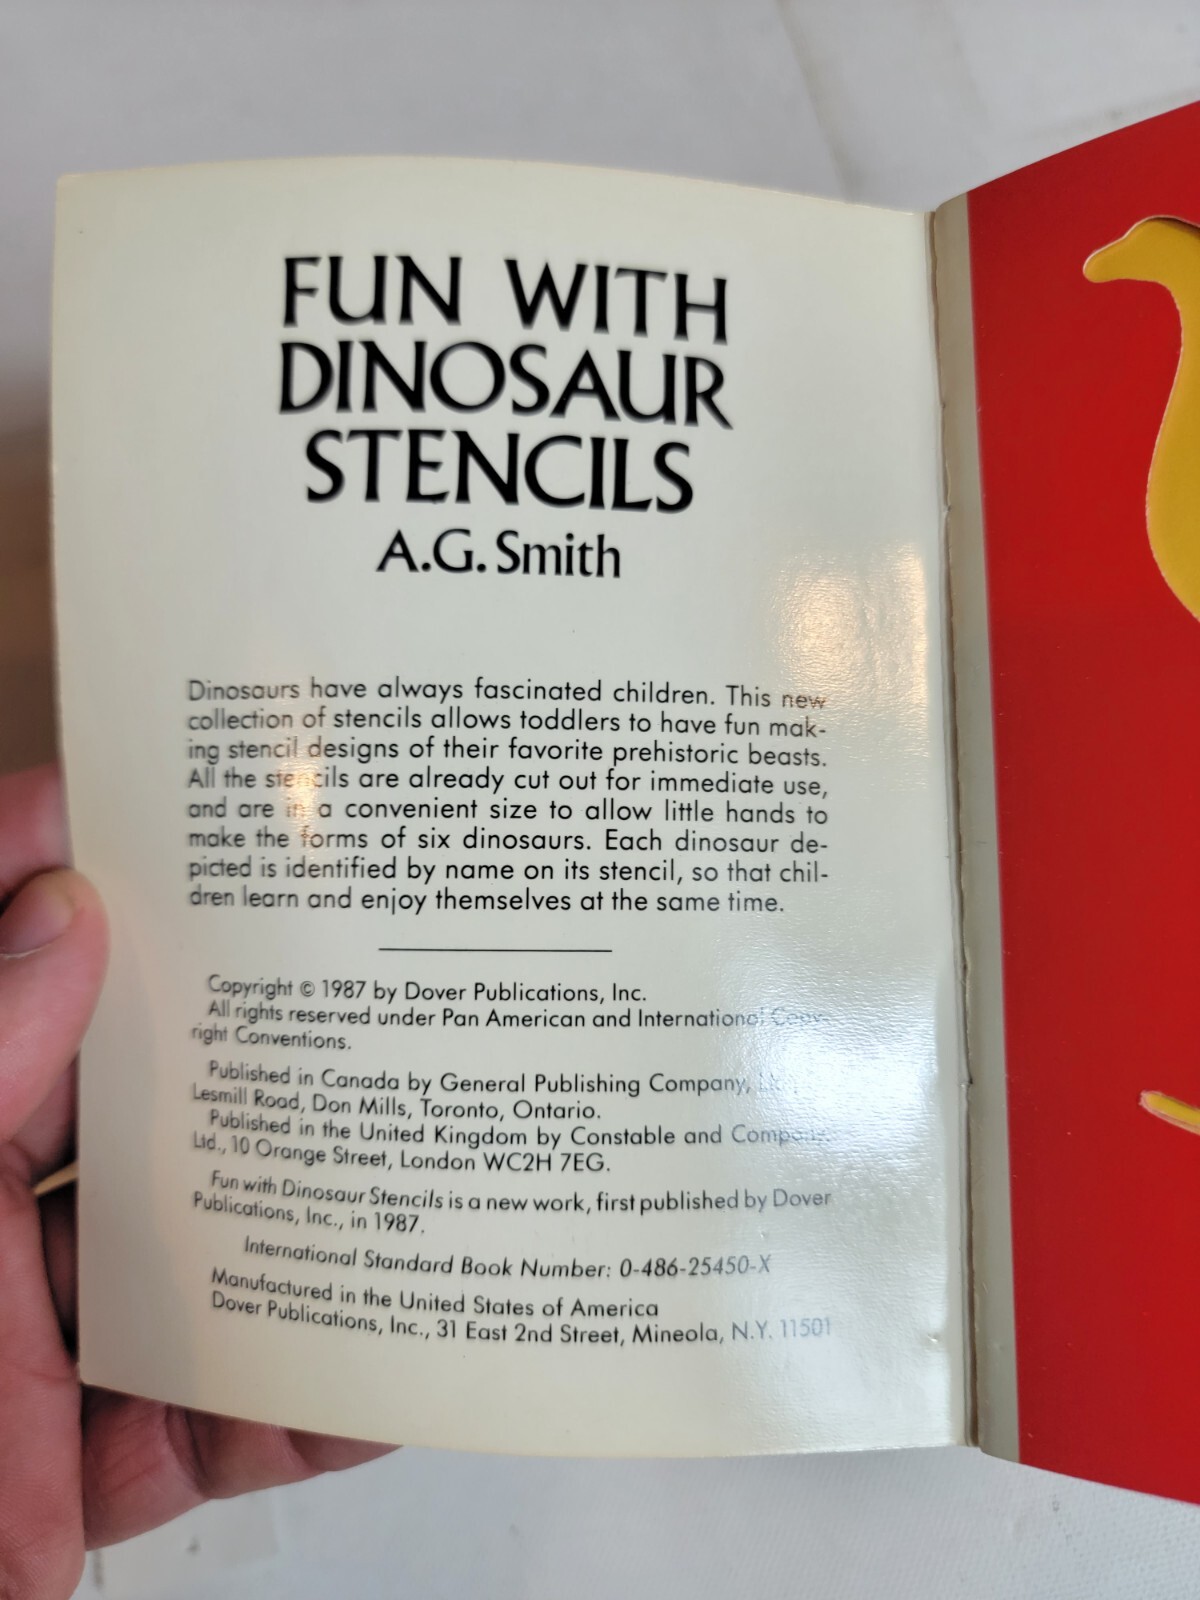 FUN WITH
DINOSAUR
STENCILS
A.G. Smith
Dinosaurs have always fascinated children. This new
collection of stencils allows toddlers to have fun mak-
ing stencil designs of their favorite prehistoric beasts.
All the stencils are already cut out for immediate use,
and are in a convenient size to allow little hands to
make the forms of six dinosaurs. Each dinosaur de-
picted is identified by name on its stencil, so that chil-
dren learn and enjoy themselves at the same time.
Copyright © 1987 by Dover Publications, Inc.
All rights reserved under Pan American and International Copy-
right Conventions.
Published in Canada by General Publishing Company,
Lesmill Road, Don Mills, Toronto, Ontario.
Published in the United Kingdom by Constable and Company,
Ltd., 10 Orange Street, London WC2H 7EG.
Fun with Dinosaur Stencils is a new work, first published by Dover
Publications, Inc., in 1987.
International Standard Book Number: 0-486-25450-X
Manufactured in the United States of America
Dover Publications, Inc., 31 East 2nd Street, Mineola, N.Y. 11501